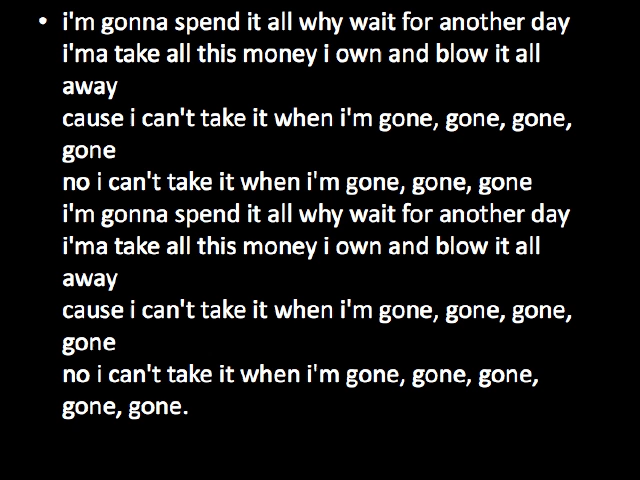 • i'm gonna spend it all why wait for another day
i'ma take all this money i own and blow it all
away
cause i can't take it when i'm gone, gone, gone,
gone
no i can't take it when i'm gone, gone, gone
i'm gonna spend it all why wait for another day
i'ma take all this money i own and blow it all
away
cause i can't take it when i'm gone, gone, gone,
gone
no i can't take it when i'm gone, gone, gone,
gone, gone.